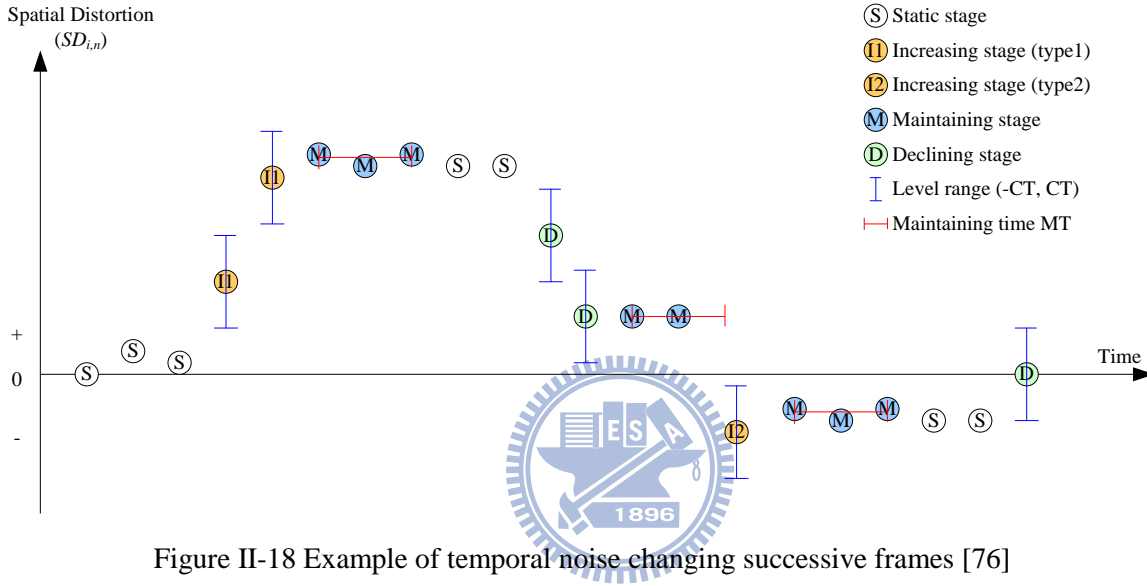 Spatial Distortion
(SDi,n)
S Static stage
I1 Increasing stage (type1)
I2 Increasing stage (type2)
M Maintaining stage
D Declining stage
Level range (-CT, CT)
Maintaining time MT
M M M S S
I1
D
I1
D M M
+
S S S
0
Time
D
-
I2 M M M S S
E S A
1896
Figure II-18 Example of temporal noise changing successive frames [76]